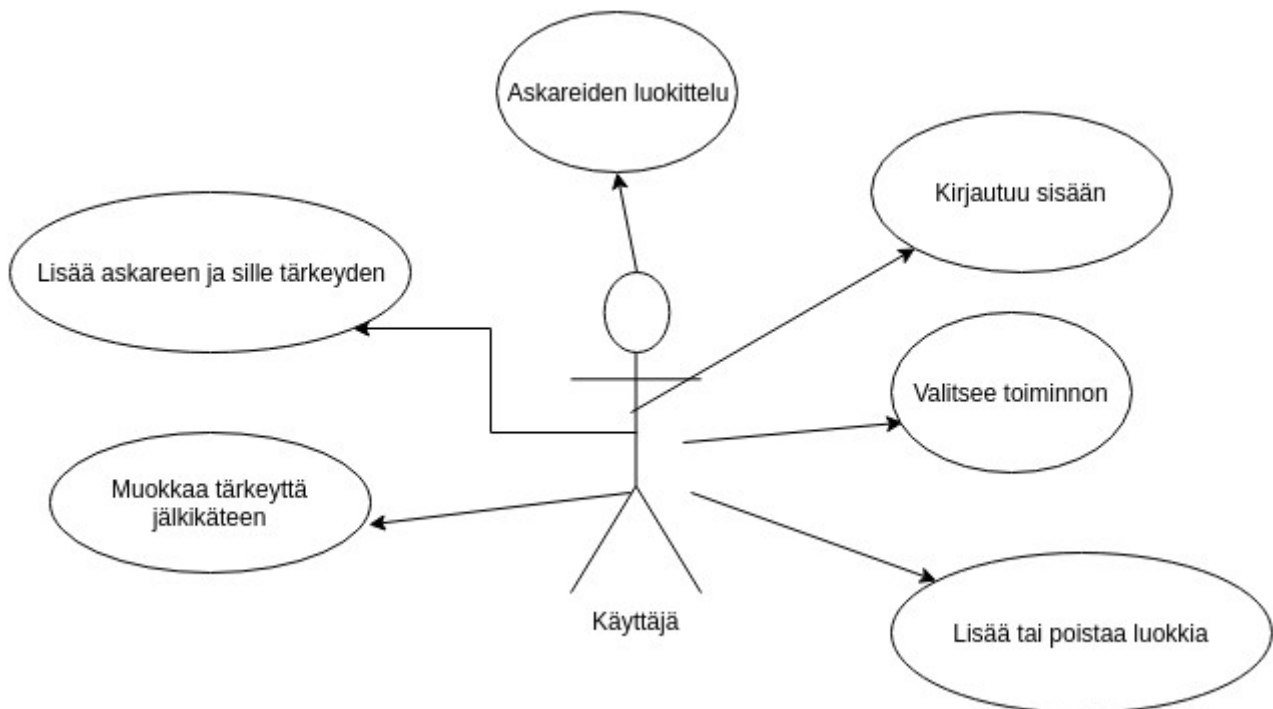 Askareiden luokittelu
Kirjautuu sisään
Lisää askareen ja sille tärkeyden
Valitsee toiminnon
Muokkaa tärkeyttä
jälkikäteen
Käyttäjä
Lisää tai poistaa luokkia